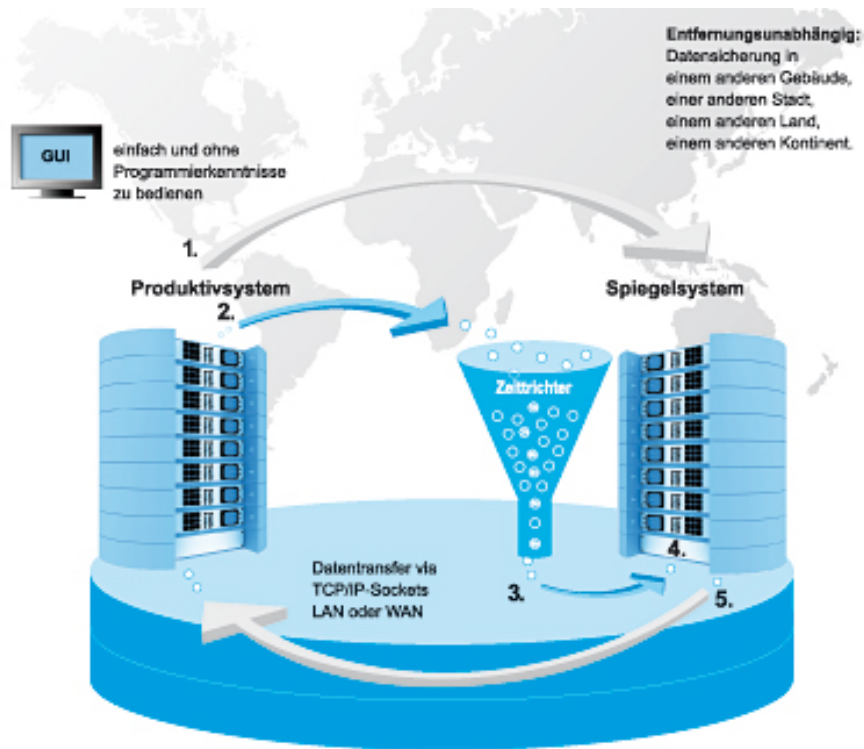 Entfernungsunabhängig:
Datensicherung in
einem anderen Gebäude,
einer anderen Stadt,
einem anderen Land,
einem anderen Kontinent.
GUI
einfach und ohne
Programmierkenntnisse
zu bedienen
1.
Produktivsystem
Spiegelsystem
2.
Zeittrichter
4.
Datentransfer via
TCP/IP-Sockets
LAN oder WAN
3.
5.